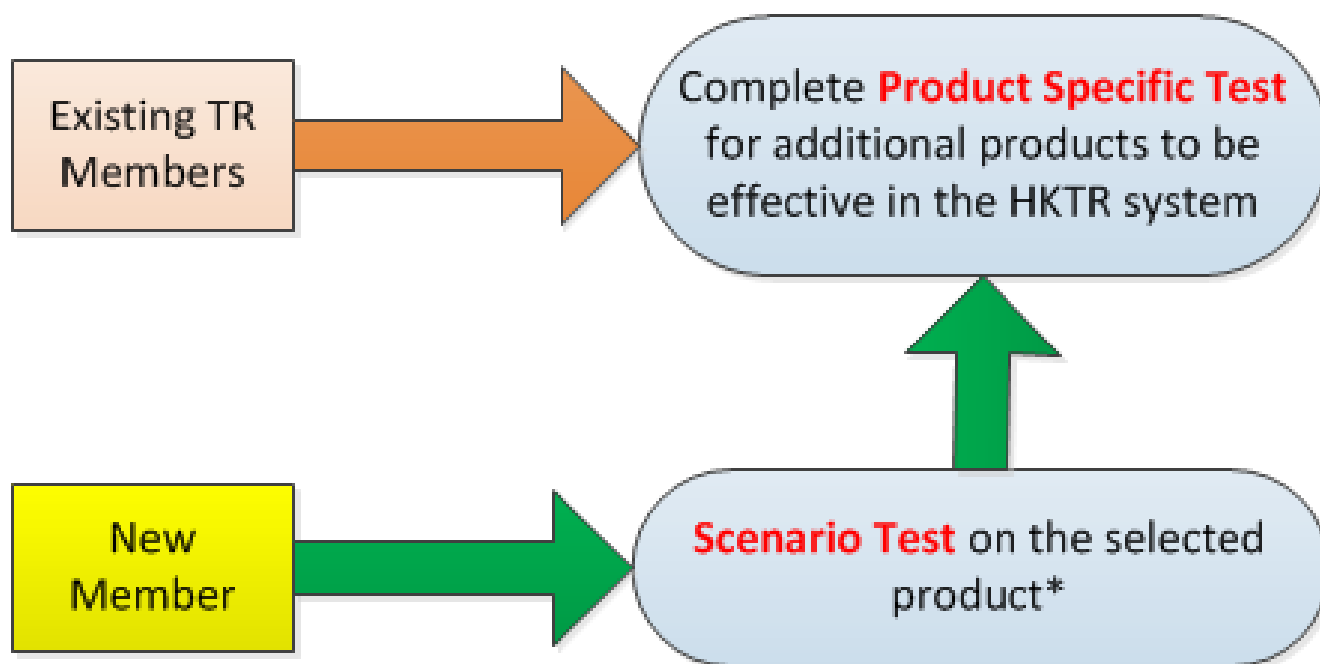 Existing TR
Members
Complete Product Specific Test
for additional products to be
effective in the HKTR system
New
Member
Scenario Test on the selected
product*